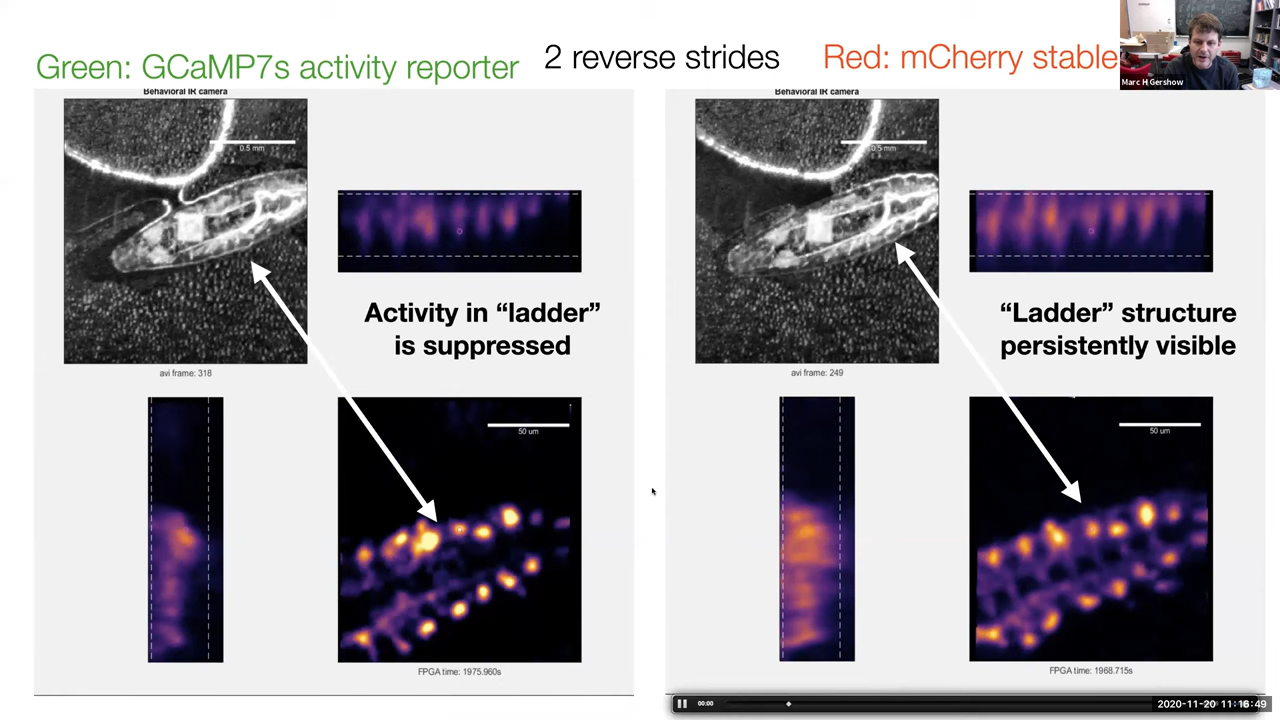 Green: GCaMP7s activity reporter
2 reverse strides
Red: mCherry stable
Marc H Gershow
Behavioral IR camera
0.5 mm
Activity in “ladder”
is suppressed
avi frame: 318
50 um
FPGA time: 1975.960s
Behavioral IR camera
0.5 mm
“Ladder” structure
persistently visible
avi frame: 249
50 um
FPGA time: 1968.715s
00:00
2020-11-20 11:16:49